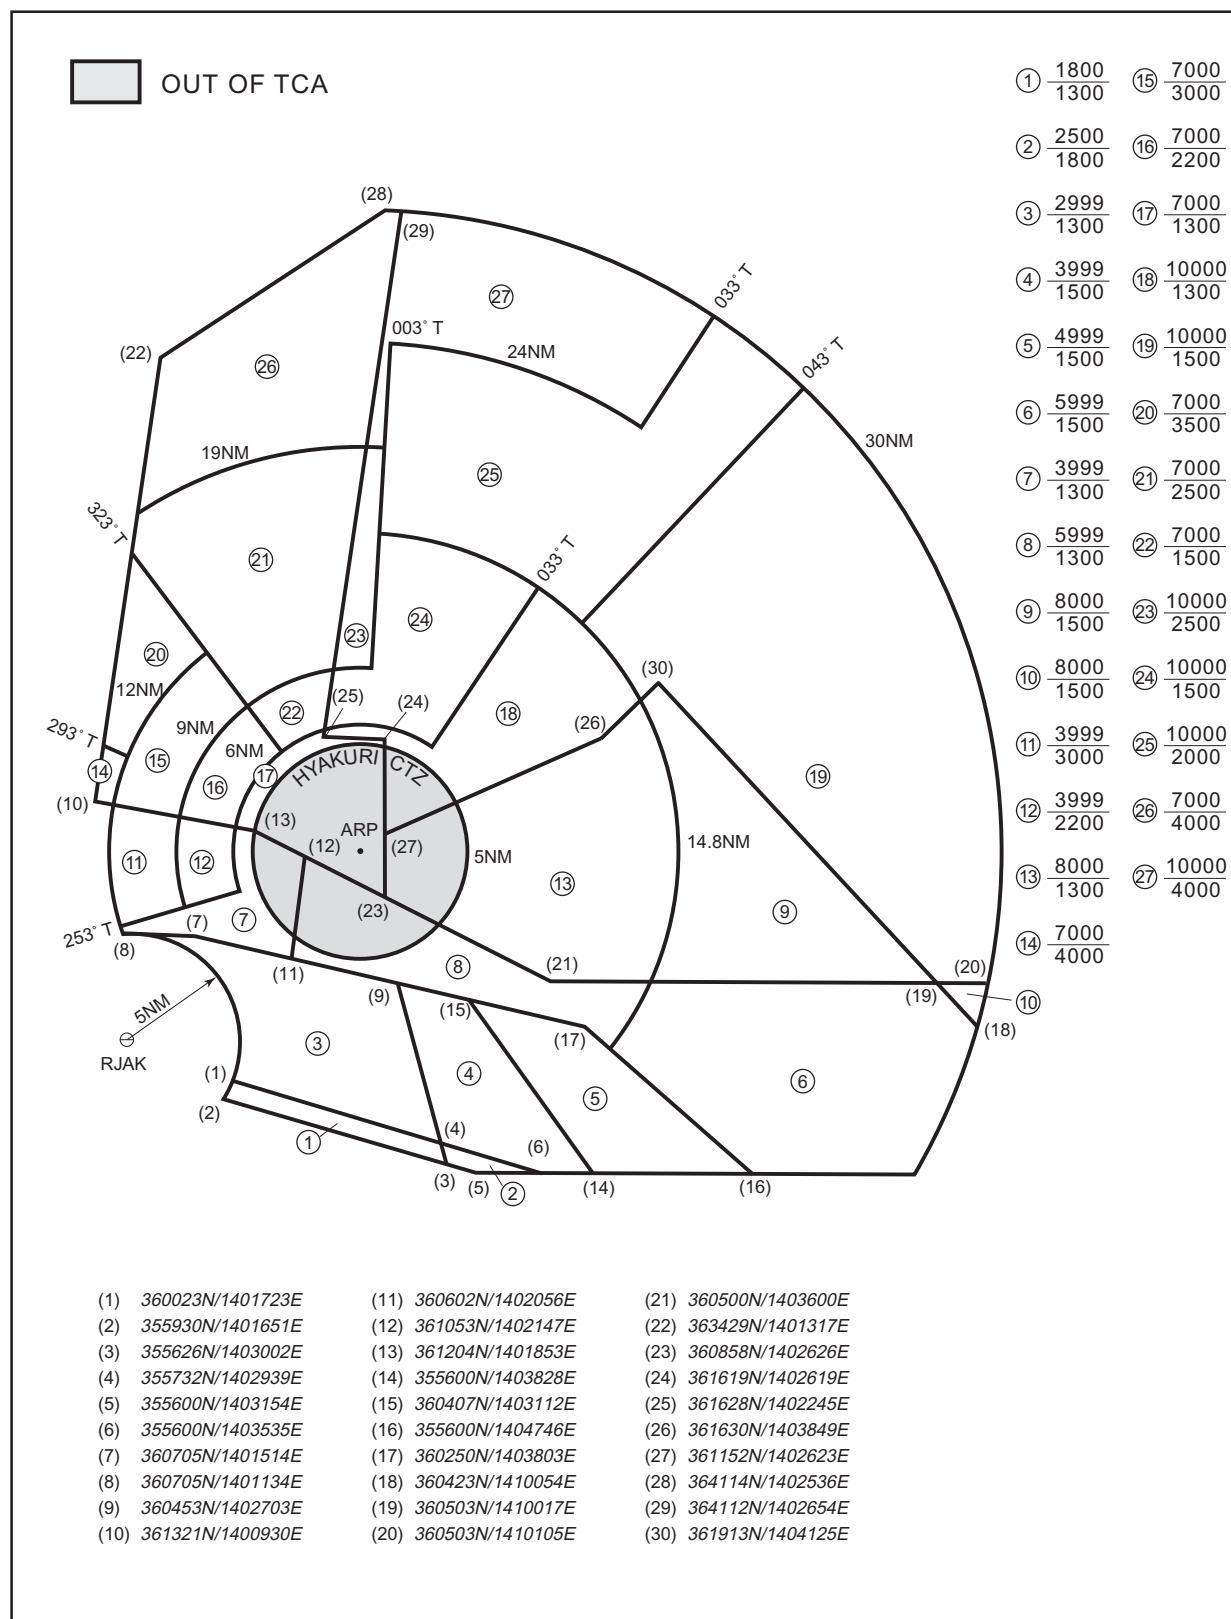 OUT OF TCA
① 1800
1300
⑮ 7000
3000
② 2500
1800
⑯ 7000
2200
③ 2999
1300
⑰ 7000
1300
④ 3999
1500
⑱ 10000
1300
⑤ 4999
1500
⑲ 10000
1500
⑥ 5999
1500
⑳ 7000
3500
⑦ 3999
1300
㉑ 7000
2500
⑧ 5999
1300
㉒ 7000
1500
⑨ 8000
1500
㉓ 10000
2500
⑩ 8000
1500
㉔ 10000
1500
⑪ 3999
3000
㉕ 10000
2000
⑫ 3999
2200
㉖ 7000
4000
⑬ 8000
1300
㉗ 10000
4000
⑭ 7000
4000
(28)
(29)
㉗
033°T
003°T
24NM
(22)
㉖
043°T
30NM
19NM
㉕
323°T
㉑
033°T
㉔
㉓
⑳
(30)
12NM
(25)
(24)
㉒
⑱
(26)
293°T
9NM
6NM
⑮
⑭
⑰
⑯
HYAKURI CTZ
⑲
(10)
(13)
ARP
(12)
(27)
5NM
14.8NM
⑪
⑫
⑬
(23)
⑨
253°T
(7)
⑦
(8)
(11)
⑧
(21)
(20)
(9)
(19)
⑩
(15)
(18)
5NM
(17)
RJAK
③
(1)
④
⑥
⑤
(2)
(4)
①
(6)
(3)
(5)
②
(14)
(16)
(1) 360023N/1401723E
(2) 355930N/1401651E
(3) 355626N/1403002E
(4) 355732N/1402939E
(5) 355600N/1403154E
(6) 355600N/1403535E
(7) 360705N/1401514E
(8) 360705N/1401134E
(9) 360453N/1402703E
(10) 361321N/1400930E
(11) 360602N/1402056E
(12) 361053N/1402147E
(13) 361204N/1401853E
(14) 355600N/1403828E
(15) 360407N/1403112E
(16) 355600N/1404746E
(17) 360250N/1403803E
(18) 360423N/1410054E
(19) 360503N/1410017E
(20) 360503N/1410105E
(21) 360500N/1403600E
(22) 363429N/1401317E
(23) 360858N/1402626E
(24) 361619N/1402619E
(25) 361628N/1402245E
(26) 361630N/1403849E
(27) 361152N/1402623E
(28) 364114N/1402536E
(29) 364112N/1402654E
(30) 361913N/1404125E